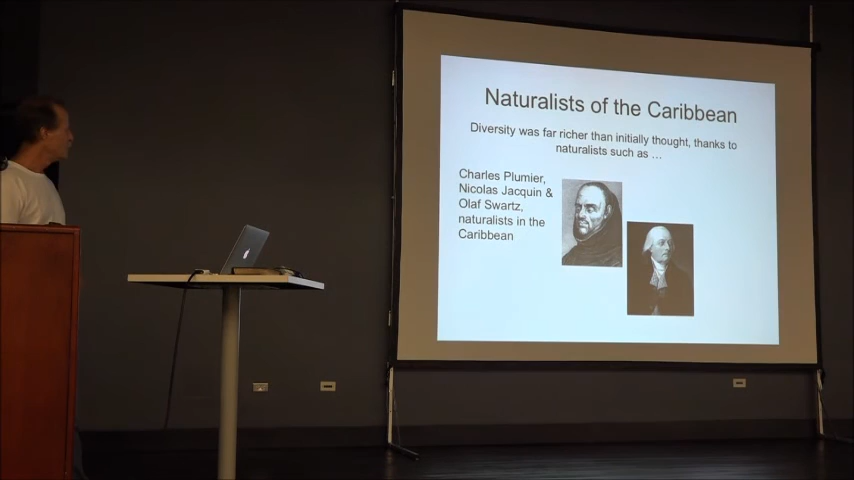 Naturalists of the Caribbean
Diversity was far richer than initially thought, thanks to
naturalists such as ...
Charles Plumier,
Nicolas Jacquin &
Olaf Swartz,
naturalists in the
Caribbean